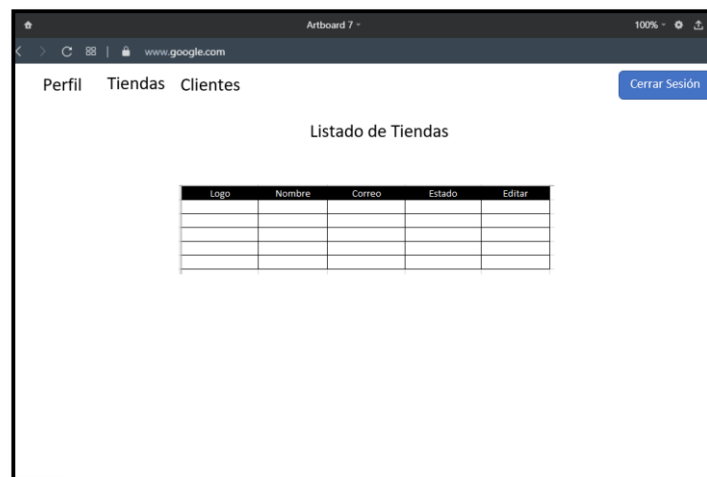 Artboard 7
100%
www.google.com
Perfil Tiendas Clientes
Cerrar Sesión
Listado de Tiendas
Logo Nombre Correo Estado Editar